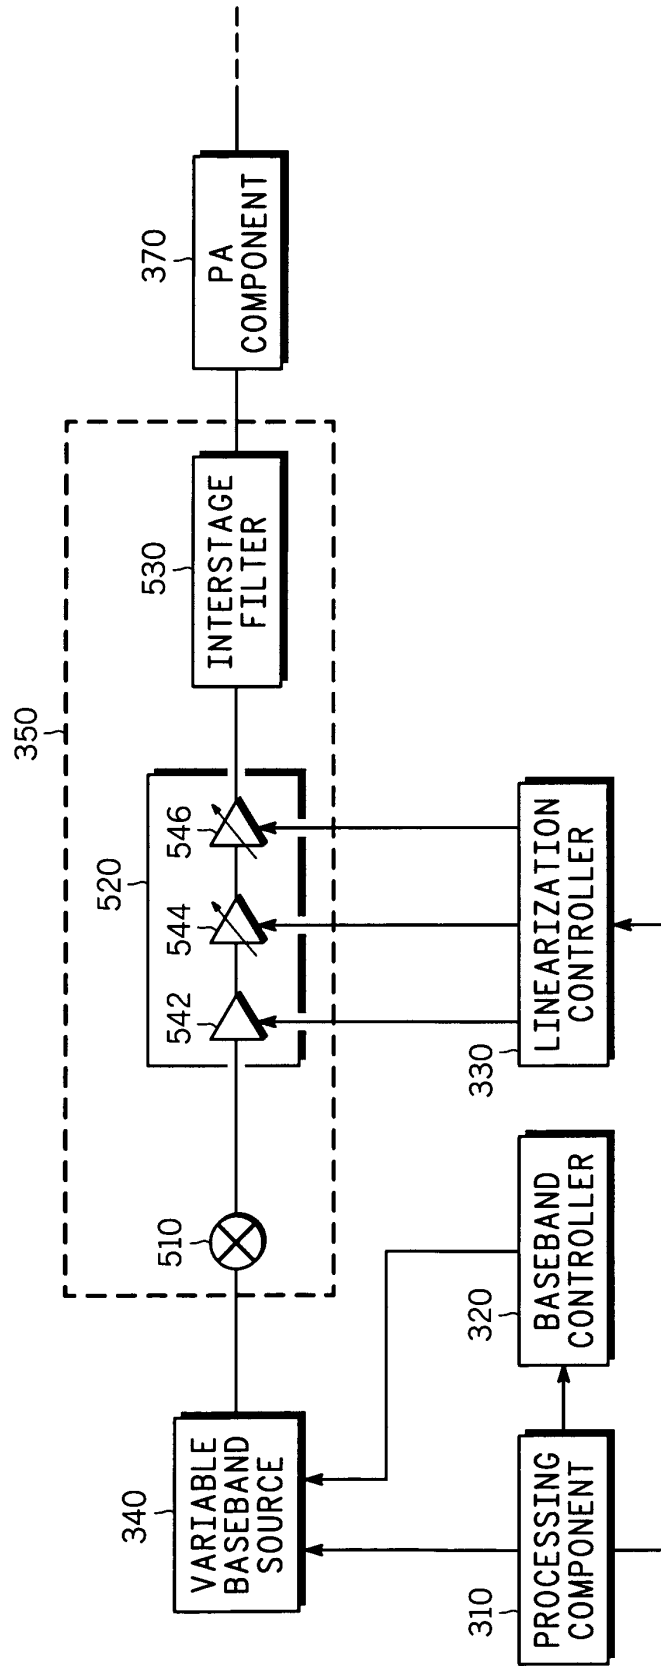 350
340
VARIABLE
BASEBAND
SOURCE
510
520
542
544
546
530
INTERSTAGE
FILTER
370
PA
COMPONENT
310
PROCESSING
COMPONENT
320
BASEBAND
CONTROLLER
330
LINEARIZATION
CONTROLLER